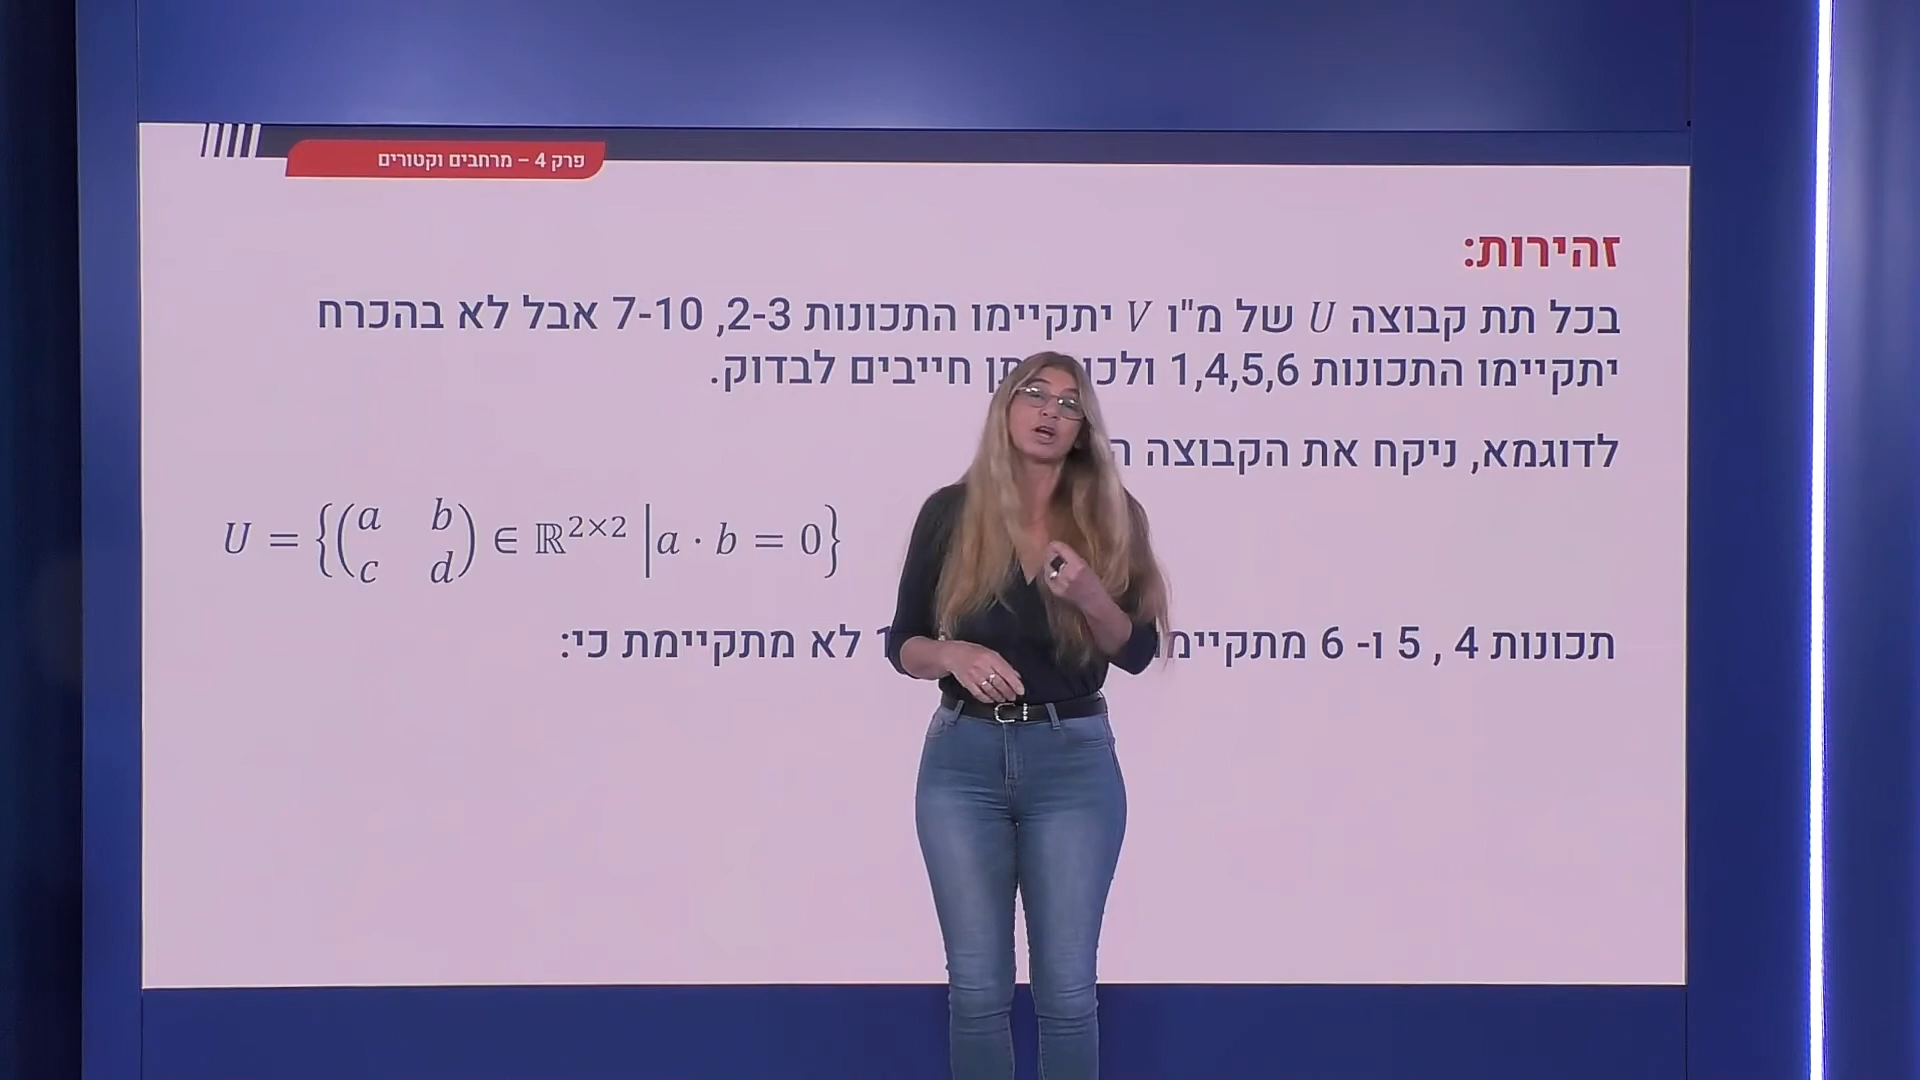 פרק 4 – מרחבים וקטורים
זהירות:
בכל תת קבוצה U של מ"ו V יתקיימו התכונות 2-3, 7-10 אבל לא בהכרח
יתקיימו התכונות 1,4,5,6 חייבים לבדוק.
לדוגמא, ניקח את הקבוצה
U = {(a b c d) ∈ ℝ^{2×2} | a · b = 0}
תכונות 4 , 5 ו- 6 לא מתקיימת כי: